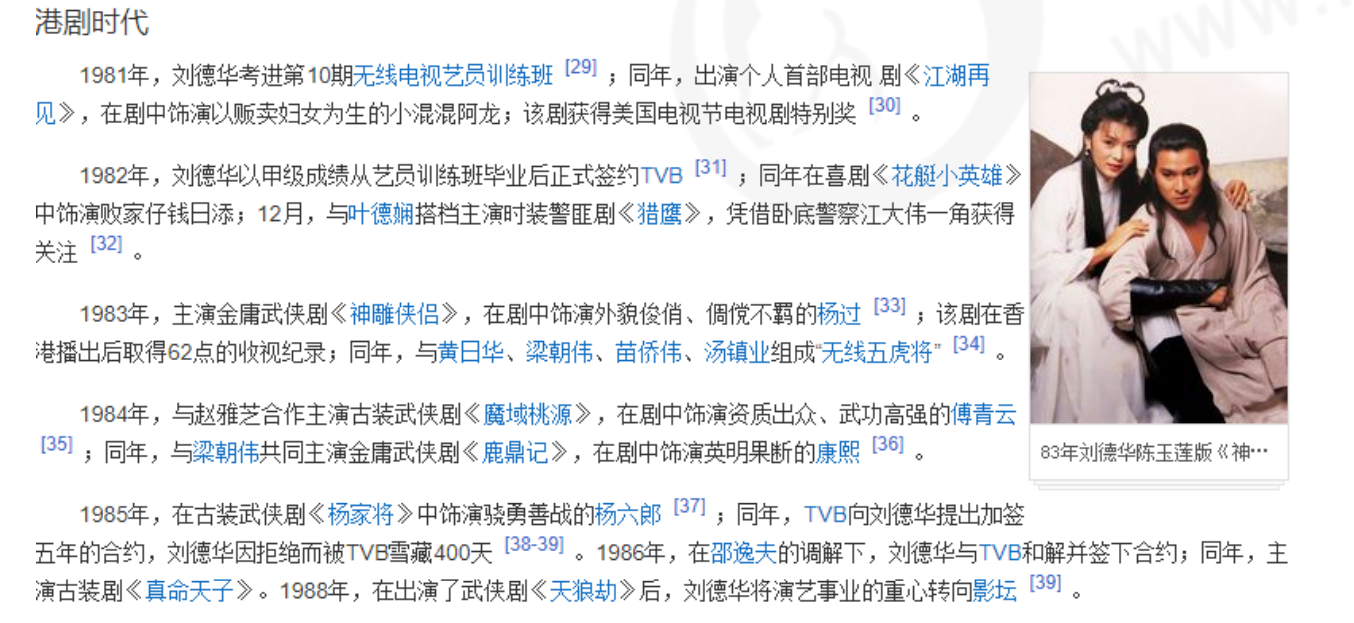 港剧时代
1981年，刘德华考进第10期无线电视艺员训练班 [29] ；同年，出演个人首部电视 剧《江湖再
见》，在剧中饰演以贩卖妇女为生的小混混阿龙；该剧获得美国电视节电视剧特别奖 [30] 。
1982年，刘德华以甲级成绩从艺员训练班毕业后正式签约TVB [31] ；同年在喜剧《花艇小英雄》
中饰演败家仔钱日添；12月，与叶德娴搭档主演时装警匪剧《猎鹰》，凭借卧底警察江大伟一角获得
关注 [32] 。
1983年，主演金庸武侠剧《神雕侠侣》，在剧中饰演外貌俊俏、倜傥不羁的杨过 [33] ；该剧在香
港播出后取得62点的收视纪录；同年，与黄日华、梁朝伟、苗侨伟、汤镇业组成“无线五虎将” [34] 。
1984年，与赵雅芝合作主演古装武侠剧《魔域桃源》，在剧中饰演资质出众、武功高强的傅青云
[35] ；同年，与梁朝伟共同主演金庸武侠剧《鹿鼎记》，在剧中饰演英明果断的康熙 [36] 。
1985年，在古装武侠剧《杨家将》中饰演骁勇善战的杨六郎 [37] ；同年，TVB向刘德华提出加签
五年的合约，刘德华因拒绝而被TVB雪藏400天 [38-39] 。1986年，在邵逸夫的调解下，刘德华与TVB和解并签下合约；同年，主
演古装剧《真命天子》。1988年，在出演了武侠剧《天狼劫》后，刘德华将演艺事业的重心转向影坛 [39] 。
83年刘德华陈玉莲版《神…
www.